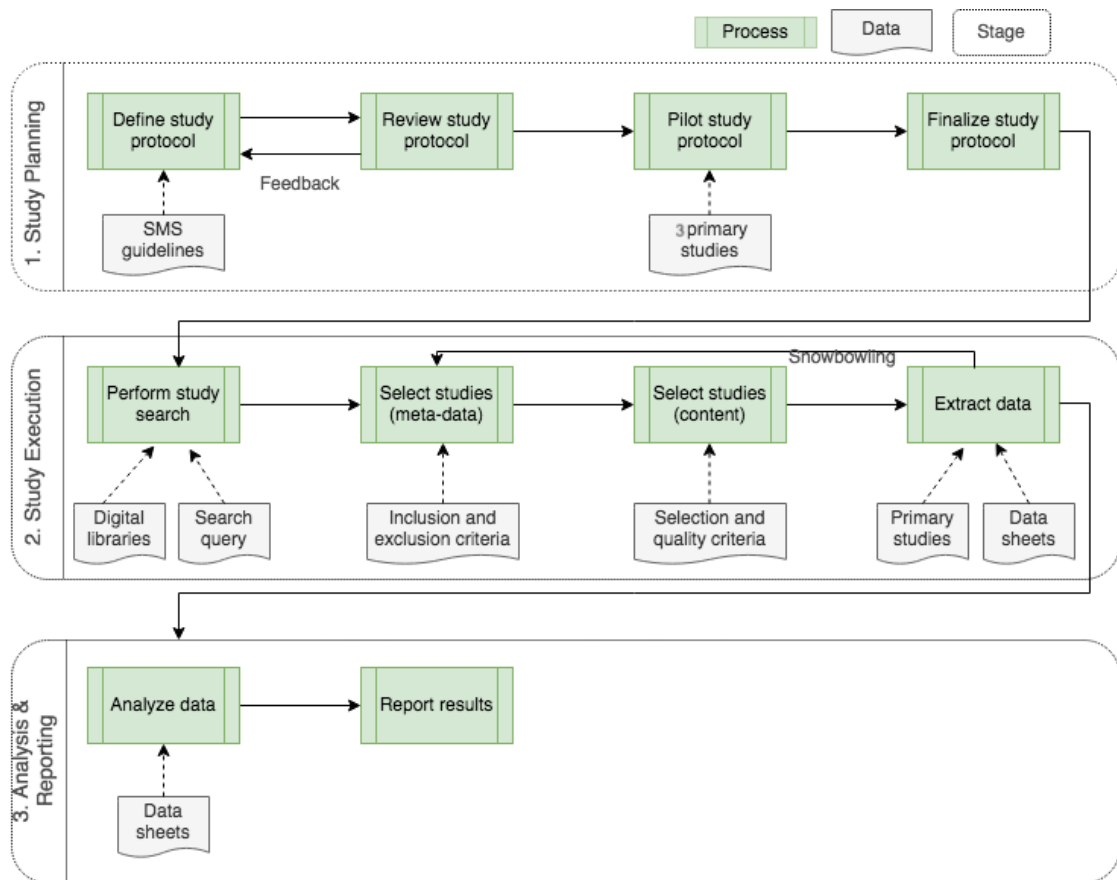 Process
Data
Stage
1. Study Planning
Define study
protocol
Review study
protocol
Pilot study
protocol
Finalize study
protocol
Feedback
SMS
guidelines
3 primary
studies
2. Study Execution
Snowbowling
Perform study
search
Select studies
(meta-data)
Select studies
(content)
Extract data
Digital
libraries
Search
query
Inclusion and
exclusion criteria
Selection and
quality criteria
Primary
studies
Data
sheets
3. Analysis &
Reporting
Analyze data
Report results
Data
sheets